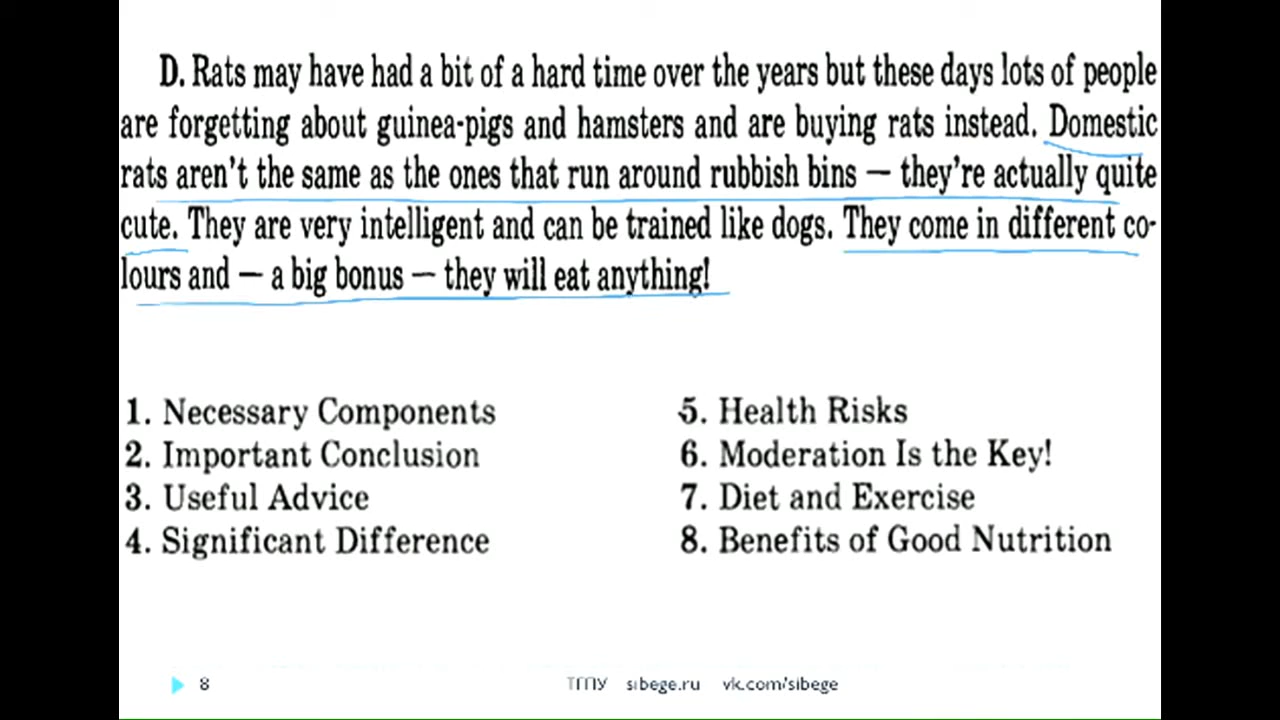 D. Rats may have had a bit of a hard time over the years but these days lots of people
are forgetting about guinea-pigs and hamsters and are buying rats instead. Domestic
rats aren't the same as the ones that run around rubbish bins — they're actually quite
cute. They are very intelligent and can be trained like dogs. They come in different co-
lours and — a big bonus — they will eat anything!
1. Necessary Components
2. Important Conclusion
3. Useful Advice
4. Significant Difference
5. Health Risks
6. Moderation Is the Key!
7. Diet and Exercise
8. Benefits of Good Nutrition
8 ТГПУ sibege.ru vk.com/sibege